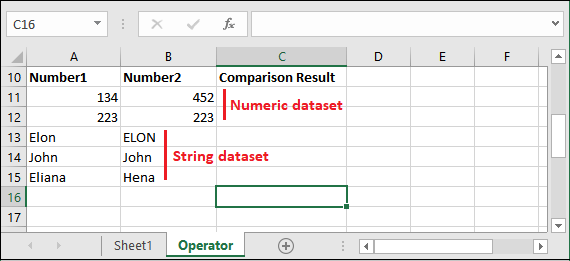 C16 fx
A B C D E F
10 Number1 Number2 Comparison Result
11 134 452
Numeric dataset
12 223 223
13 Elon ELON
14 John John
String dataset
15 Eliana Hena
16
17
Sheet1 Operator